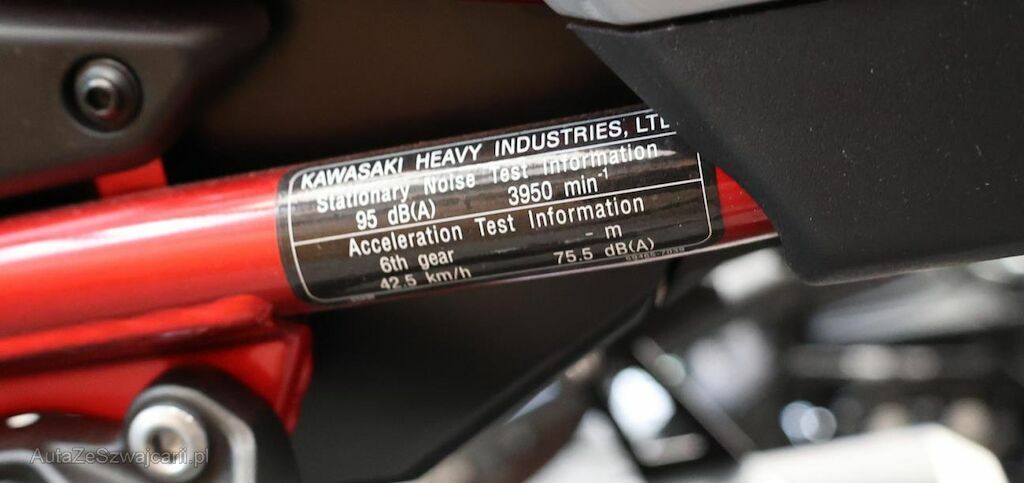 KAWASAKI HEAVY INDUSTRIES, LTD
Stationary Noise Test Information
95 dB(A) 3950 min-1
Acceleration Test Information
6th gear - m
42.5 km/h 75.5 dB(A)
AutaZeSzwajcarii.pl